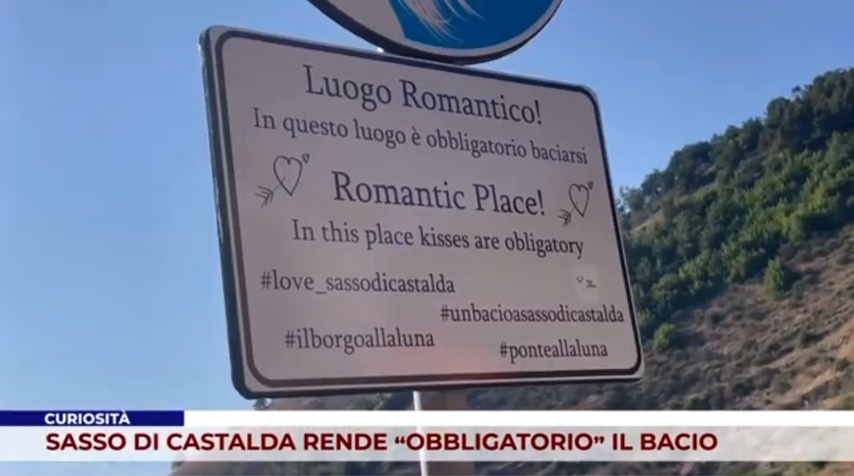 Luogo Romantico!
In questo luogo è obbligatorio baciarsi
Romantic Place!
In this place kisses are obligatory
#love_sassodicastalda
#unbacioasassodicastalda
#ilborgoallaluna
#ponteallaluna
CURIOSITÀ
SASSO DI CASTALDA RENDE “OBBLIGATORIO” IL BACIO